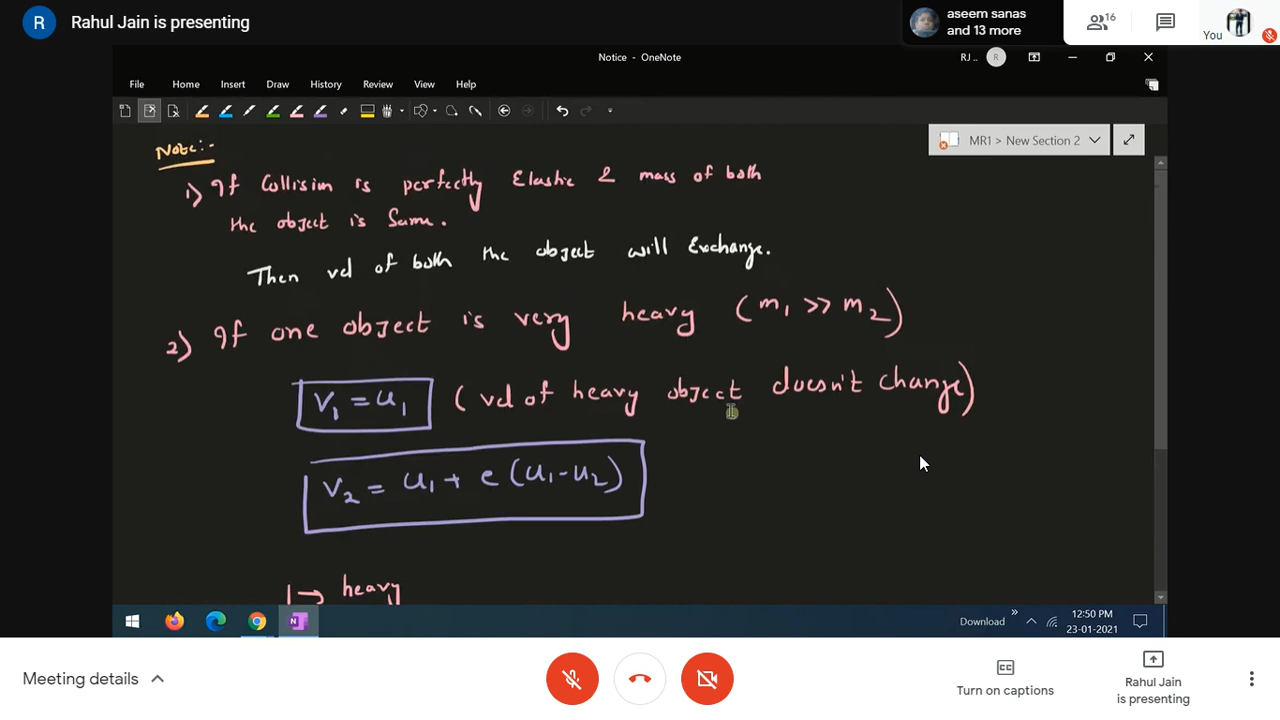 R Rahul Jain is presenting
aseem sanas
and 13 more
16
You
Notice - OneNote
RJ ..
R
File Home Insert Draw History Review View Help
MR1 > New Section 2
Note:-
1) If Collision is perfectly Elastic & mass of both
the object is Same.
Then vel of both the object will Exchange.
2) If one object is very heavy (m₁ >> m₂)
V₁ = u₁ (vel of heavy object doesn't change)
V₂ = u₁ + e (u₁ - u₂)
1 → heavy
Download
12:50 PM
23-01-2021
Meeting details
Turn on captions
Rahul Jain
is presenting